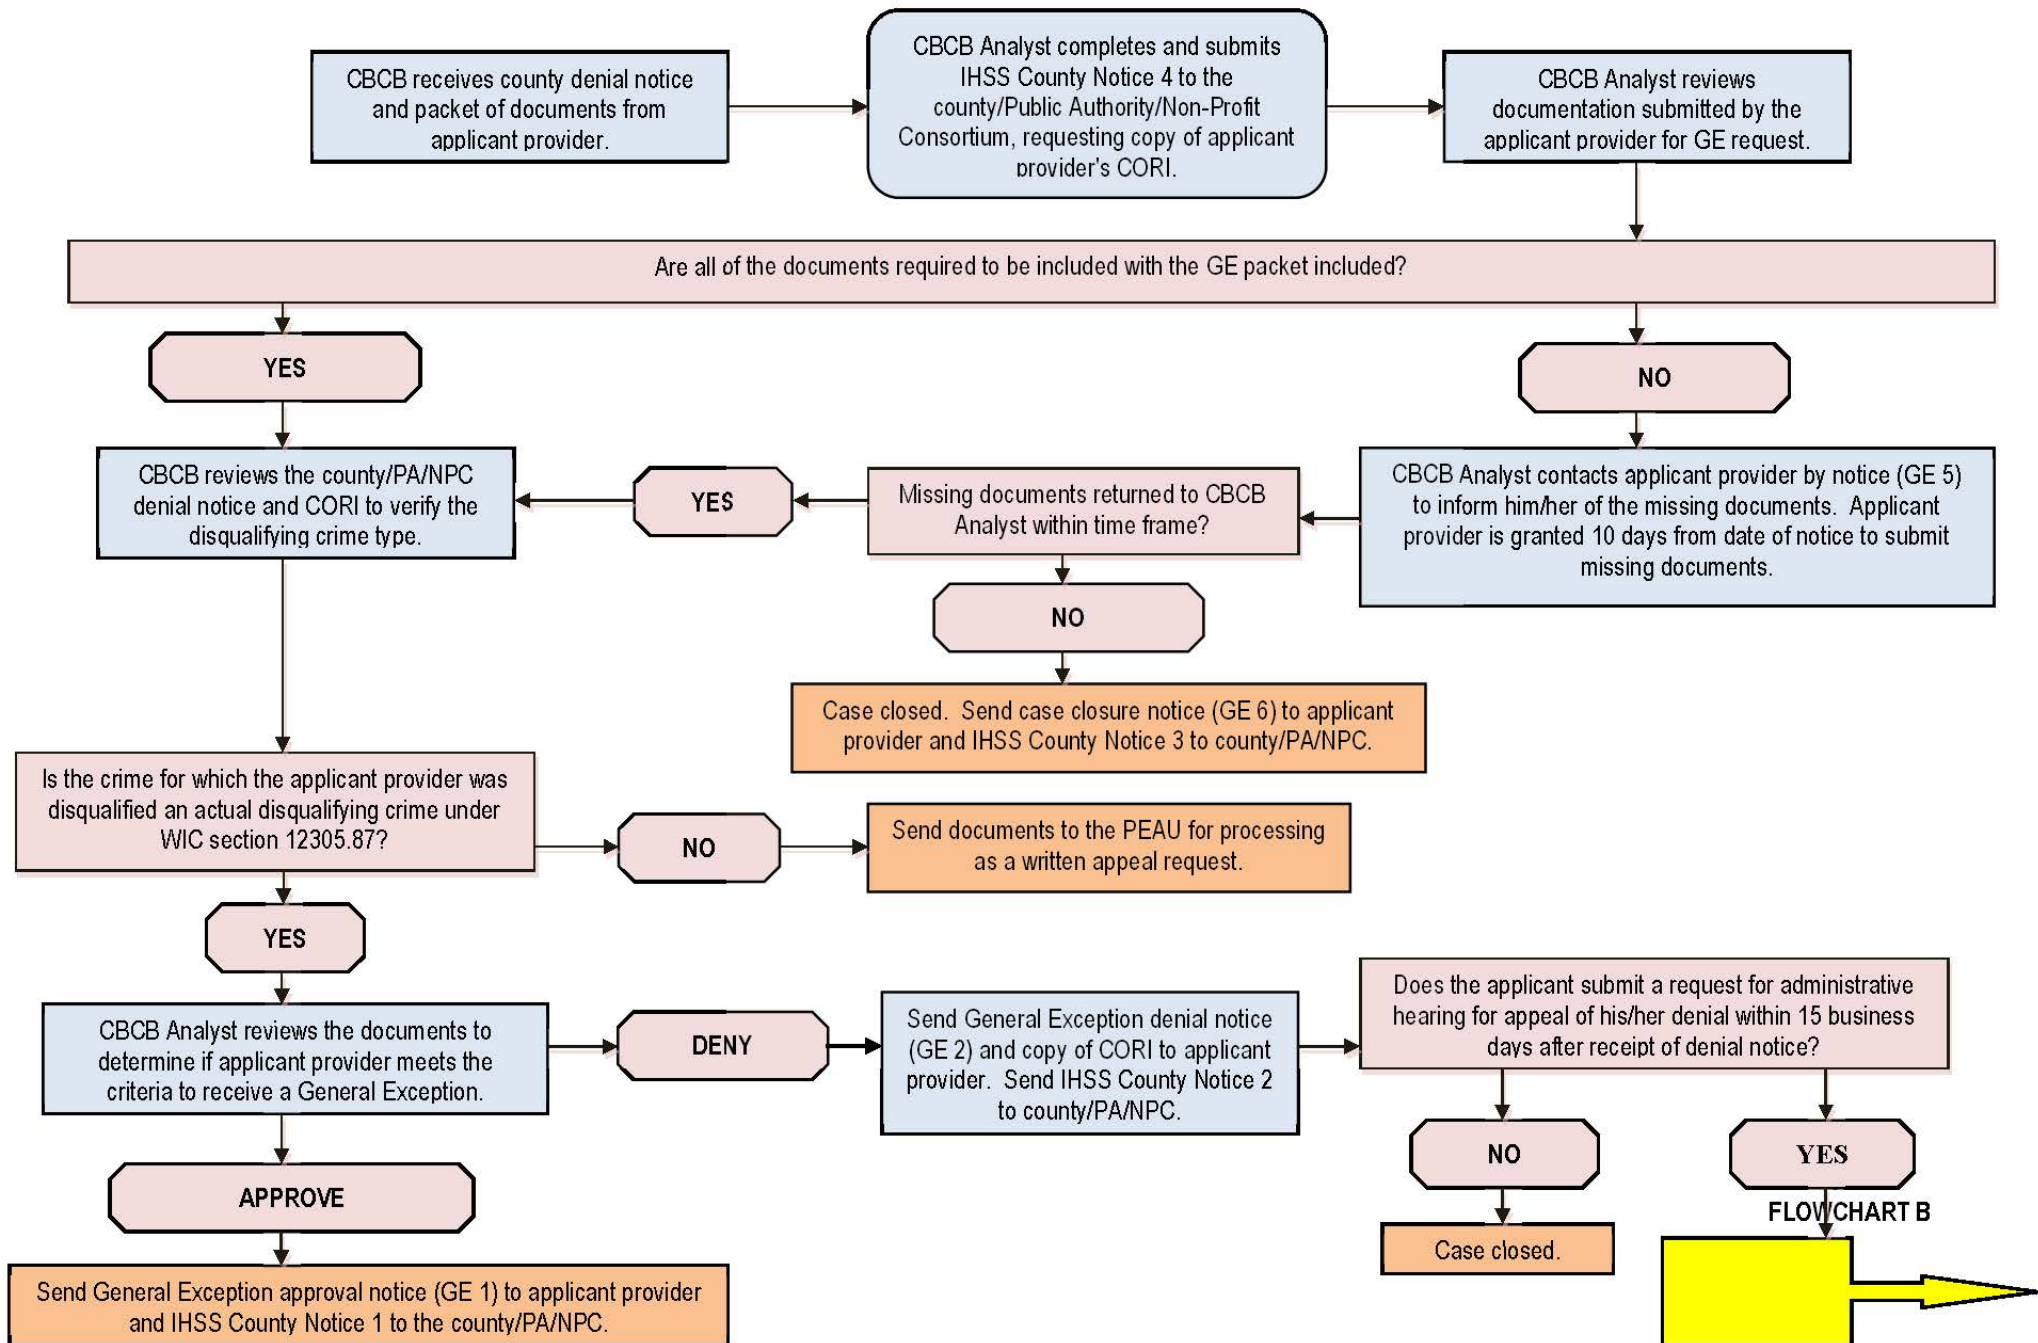 CBCB receives county denial notice
and packet of documents from
applicant provider.
CBCB Analyst completes and submits
IHSS County Notice 4 to the
county/Public Authority/Non-Profit
Consortium, requesting copy of applicant
provider's CORI.
CBCB Analyst reviews
documentation submitted by the
applicant provider for GE request.
Are all of the documents required to be included with the GE packet included?
YES
NO
CBCB reviews the county/PA/NPC
denial notice and CORI to verify the
disqualifying crime type.
YES
Missing documents returned to CBCB
Analyst within time frame?
CBCB Analyst contacts applicant provider by notice (GE 5)
to inform him/her of the missing documents.  Applicant
provider is granted 10 days from date of notice to submit
missing documents.
NO
Case closed.  Send case closure notice (GE 6) to applicant
provider and IHSS County Notice 3 to county/PA/NPC.
Is the crime for which the applicant provider was
disqualified an actual disqualifying crime under
WIC section 12305.87?
NO
Send documents to the PEAU for processing
as a written appeal request.
YES
CBCB Analyst reviews the documents to
determine if applicant provider meets the
criteria to receive a General Exception.
DENY
Send General Exception denial notice
(GE 2) and copy of CORI to applicant
provider.  Send IHSS County Notice 2
to county/PA/NPC.
Does the applicant submit a request for administrative
hearing for appeal of his/her denial within 15 business
days after receipt of denial notice?
NO
YES
APPROVE
FLOWCHART B
Case closed.
Send General Exception approval notice (GE 1) to applicant provider
and IHSS County Notice 1 to the county/PA/NPC.